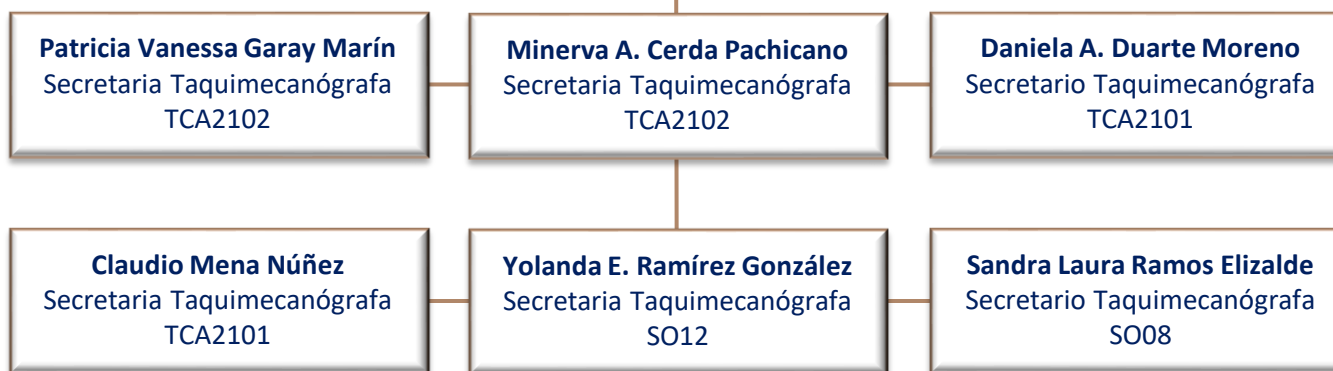 Patricia Vanessa Garay Marín
Secretaria Taquimecanógrafa
TCA2102
Minerva A. Cerda Pachicano
Secretaria Taquimecanógrafa
TCA2102
Daniela A. Duarte Moreno
Secretario Taquimecanógrafa
TCA2101
Claudio Mena Núñez
Secretaria Taquimecanógrafa
TCA2101
Yolanda E. Ramírez González
Secretaria Taquimecanógrafa
SO12
Sandra Laura Ramos Elizalde
Secretario Taquimecanógrafa
SO08